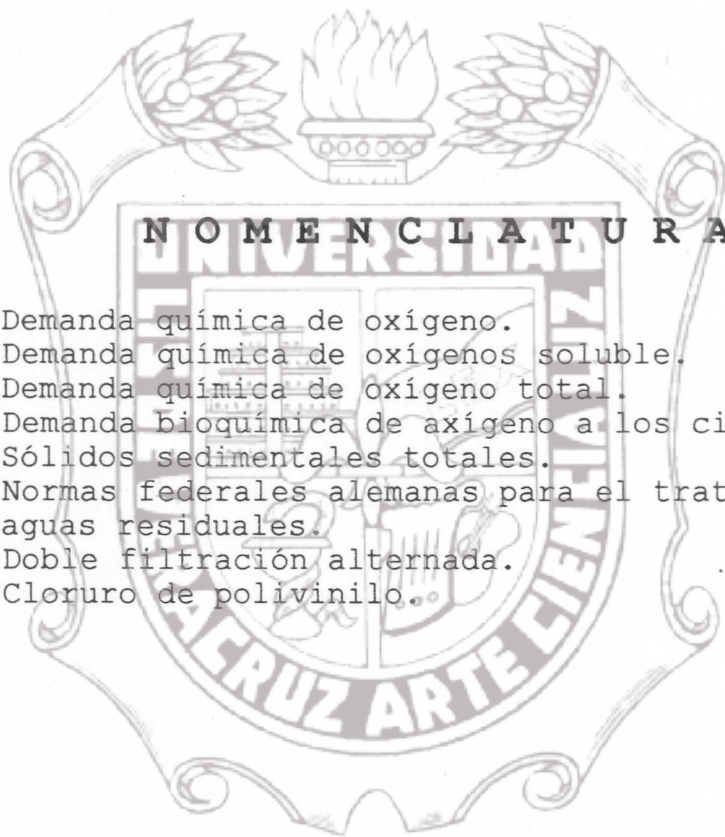 NOMENCLATURA
Demanda química de oxígeno.
Demanda química de oxígenos soluble.
Demanda química de oxígeno total.
Demanda bioquímica de axígeno a los ci
Sólidos sedimentales totales.
Normas federales alemanas para el trat
aguas residuales.
Doble filtración alternada.
Cloruro de polivinilo.
UNIVERSIDAD VERACRUZANA
ARTE CIENCIA LUZ